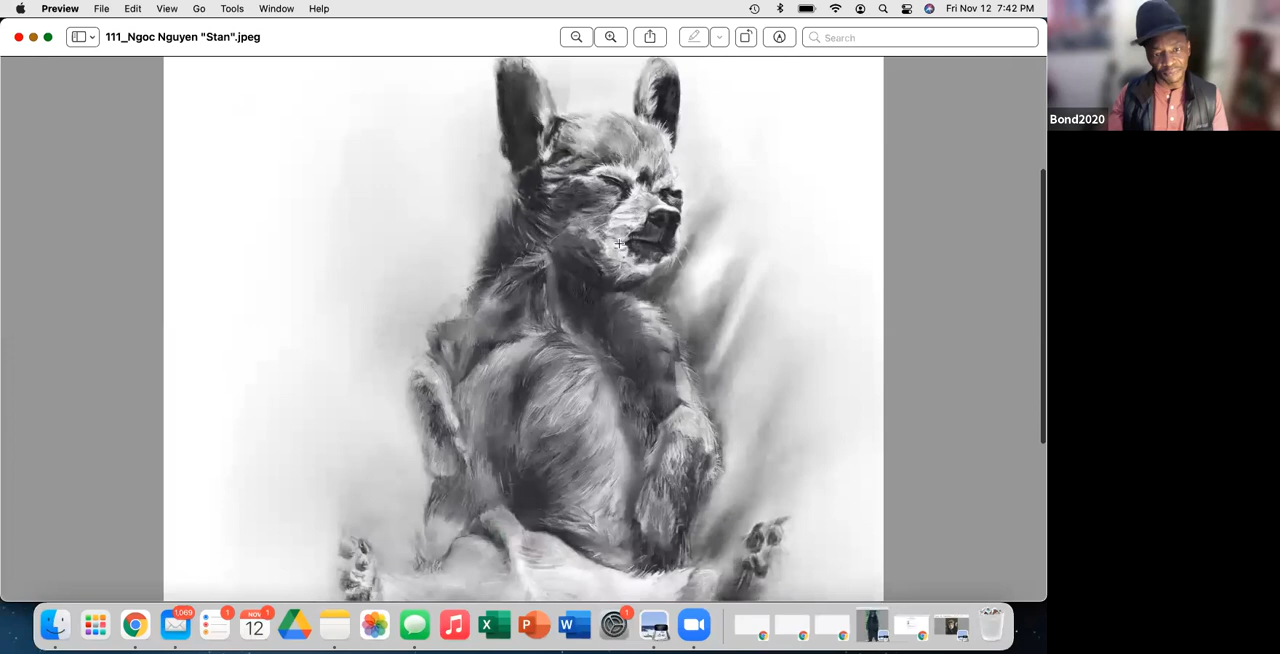 Preview File Edit View Go Tools Window Help Fri Nov 12 7:42 PM
111_Ngoc Nguyen "Stan".jpeg
Search
Bond2020
1,069
1
NOV
1
12
X
P
W
1